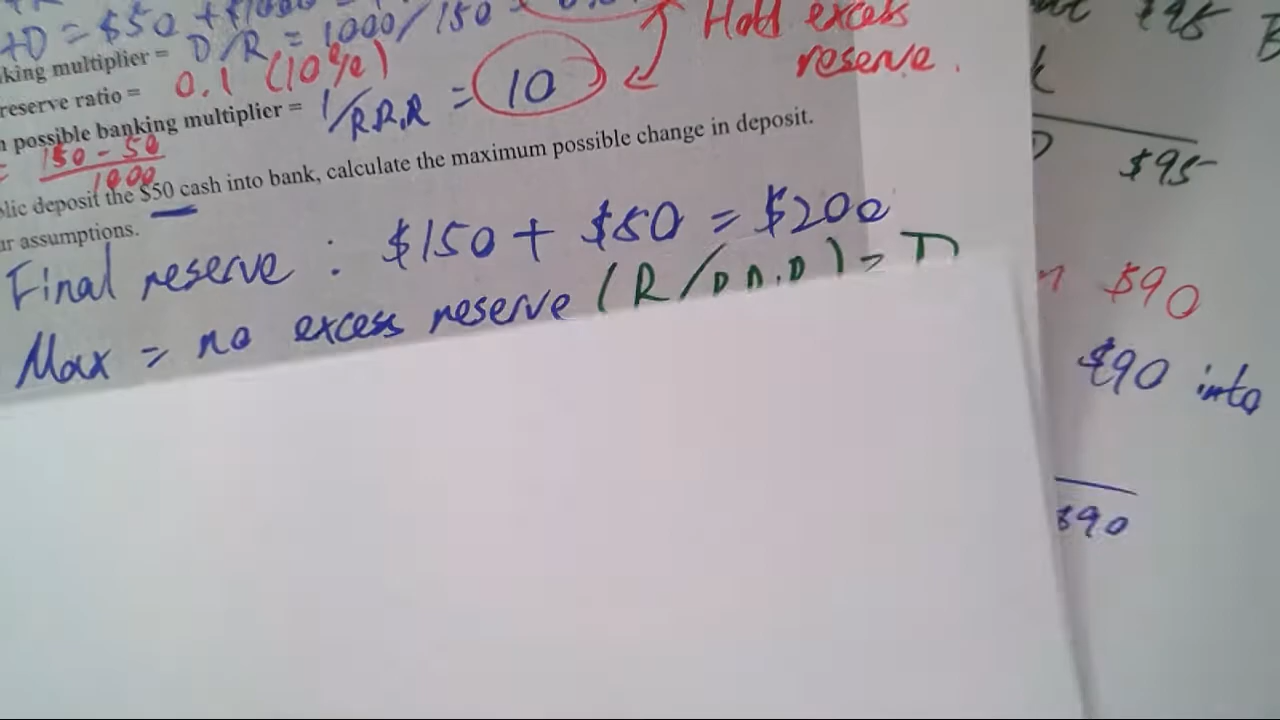 +D = $50 + $1000
king multiplier = D/R = 1000/150
Hold excess
reserve.
reserve ratio = 0.1 (10%)
possible banking multiplier = 1/R.R.R = 10
= 150 - 50
1000
lic deposit the $50 cash into bank, calculate the maximum possible change in deposit.
ur assumptions.
Final reserve : $150 + $50 = $200
Max = no excess reserve (R/ ) = D
$95
$95
$90
$90 into
$90